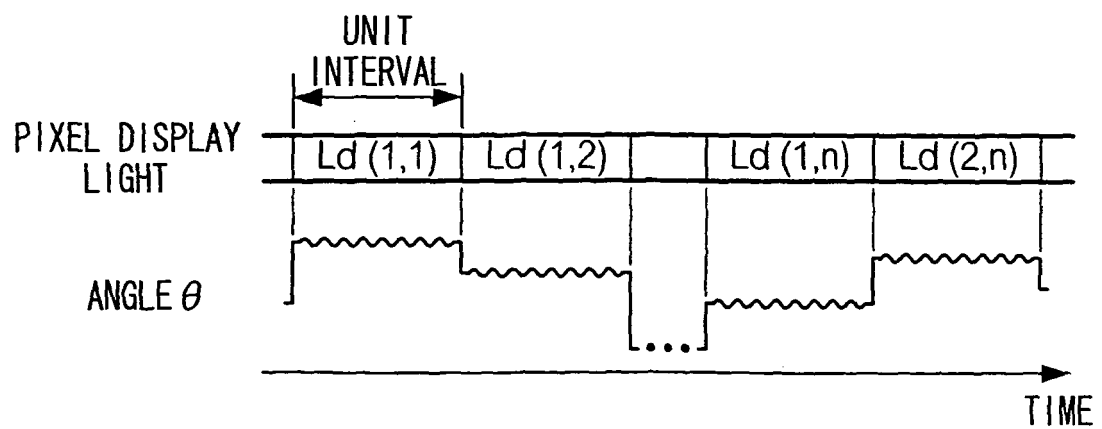 UNIT
INTERVAL
PIXEL DISPLAY
LIGHT
Ld (1,1) Ld (1,2) Ld (1,n) Ld (2,n)
ANGLE θ
...
TIME